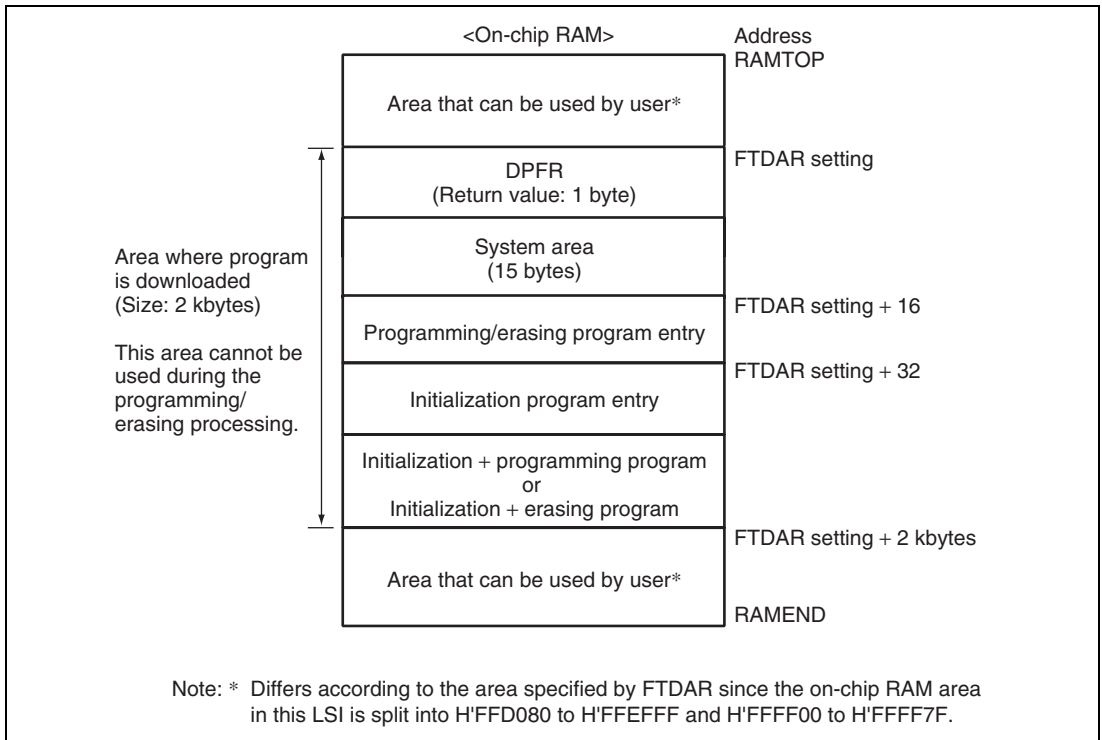 <On-chip RAM>
Address
RAMTOP
Area that can be used by user*
FTDAR setting
DPFR
(Return value: 1 byte)
System area
(15 bytes)
Area where program
is downloaded
(Size: 2 kbytes)
This area cannot be
used during the
programming/
erasing processing.
FTDAR setting + 16
Programming/erasing program entry
FTDAR setting + 32
Initialization program entry
Initialization + programming program
or
Initialization + erasing program
FTDAR setting + 2 kbytes
Area that can be used by user*
RAMEND
Note: * Differs according to the area specified by FTDAR since the on-chip RAM area
in this LSI is split into H'FFD080 to H'FFEFFF and H'FFFF00 to H'FFFF7F.